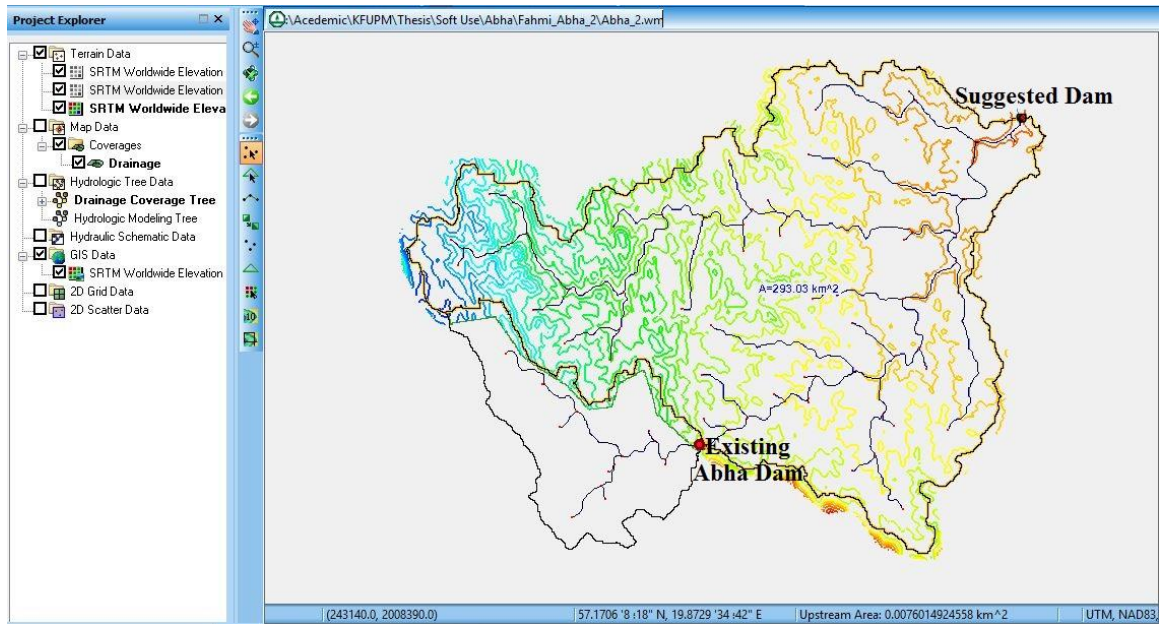 Project Explorer
:\Acedemic\KFUPM\Thesis\Soft Use\Abha\Fahmi_Abha_2\Abha_2.wm
Terrain Data
SRTM Worldwide Elevation
SRTM Worldwide Elevation
SRTM Worldwide Eleva
Map Data
Coverages
Drainage
Hydrologic Tree Data
Drainage Coverage Tree
Hydrologic Modeling Tree
Hydraulic Schematic Data
GIS Data
SRTM Worldwide Elevation
2D Grid Data
2D Scatter Data
Suggested Dam
A=293.03 km^2
Existing
Abha Dam
(243140.0, 2008390.0)
57.1706 '8 :18" N, 19.8729 '34 :42" E
Upstream Area: 0.0076014924558 km^2
UTM, NAD83,